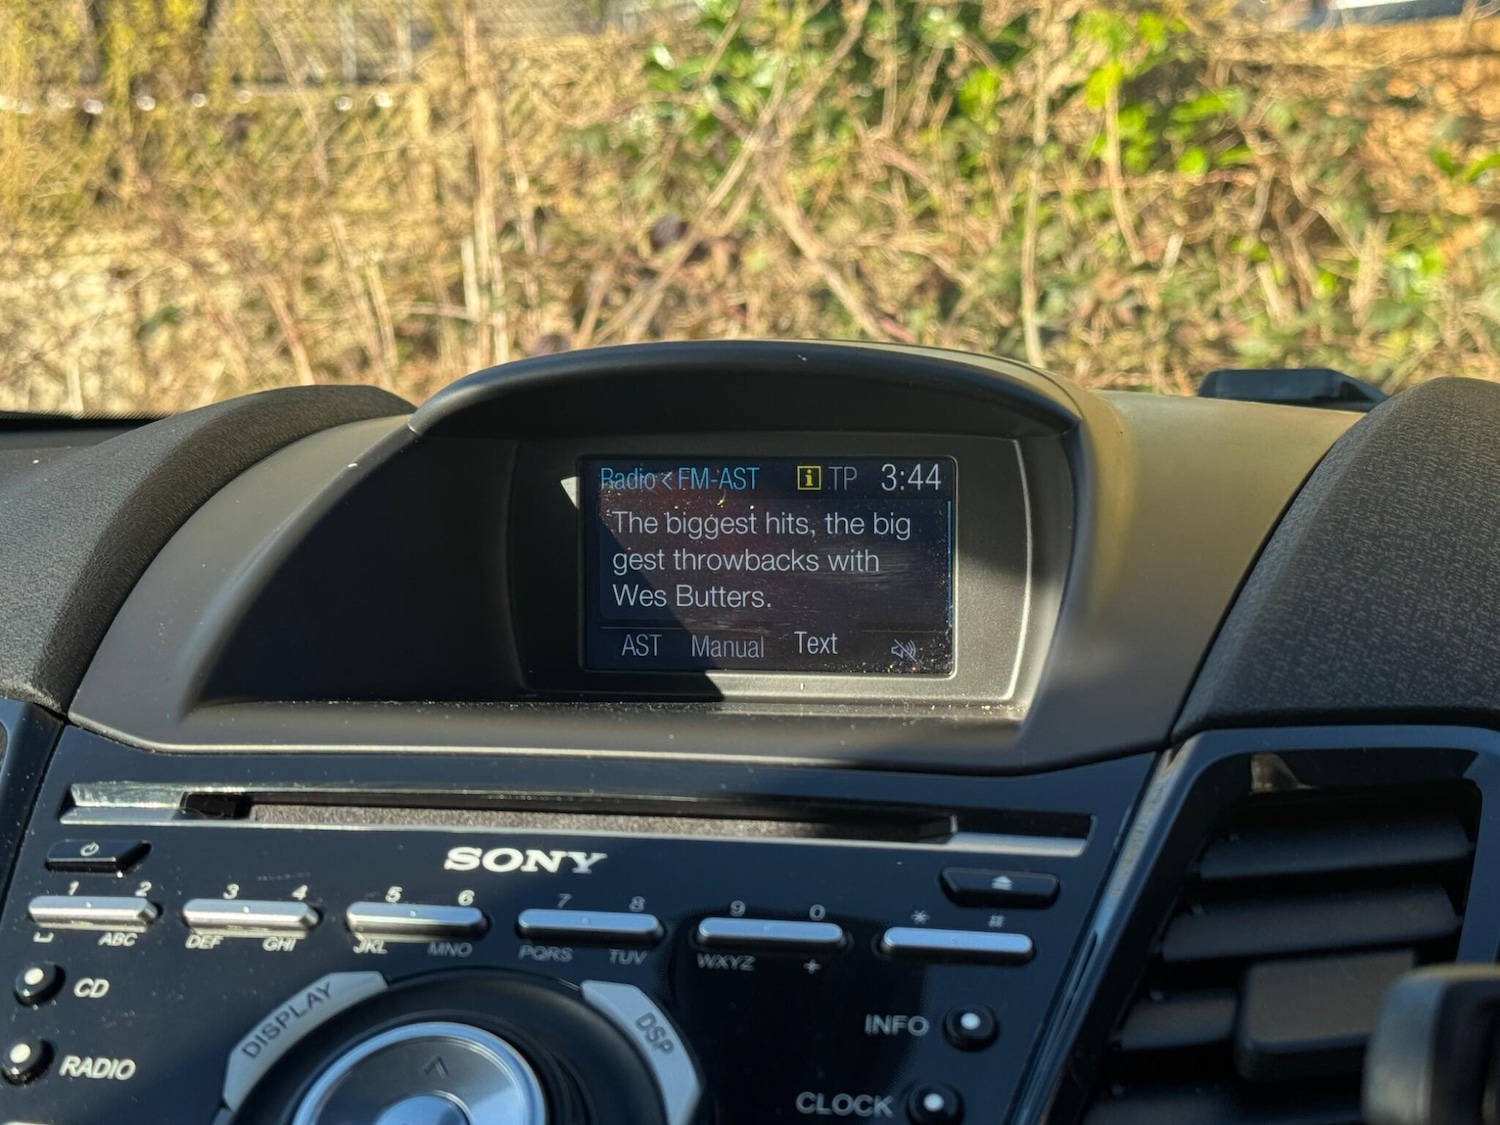 Radio < FM-AST i TP 3:44
The biggest hits, the big
gest throwbacks with
Wes Butters.
AST Manual Text
SONY
1 2 3 4 5 6 7 8 9 0 * #
ABC DEF GHI JKL MNO PQRS TUV WXYZ +
CD
DISPLAY
DSP
INFO
RADIO
CLOCK